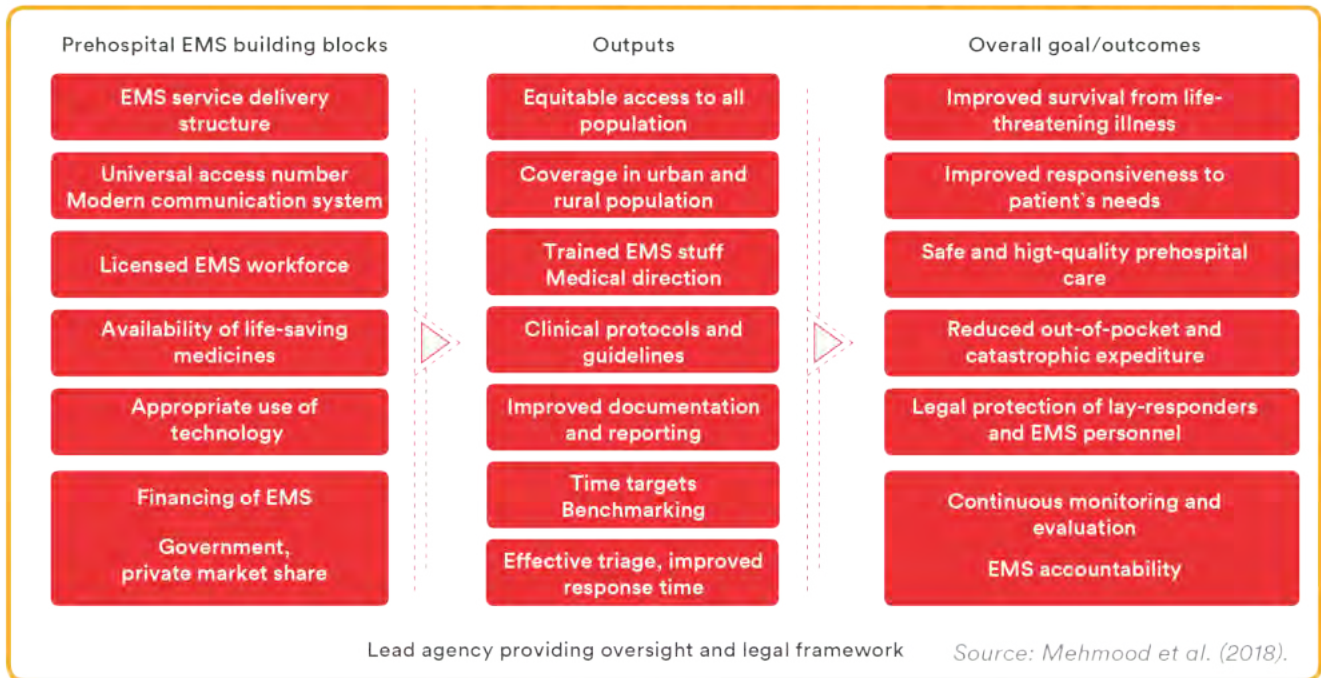 Prehospital EMS building blocks
EMS service delivery
structure
Universal access number
Modern communication system
Licensed EMS workforce
Availability of life-saving
medicines
Appropriate use of
technology
Financing of EMS
Government,
private market share
Outputs
Equitable access to all
population
Coverage in urban and
rural population
Trained EMS stuff
Medical direction
Clinical protocols and
guidelines
Improved documentation
and reporting
Time targets
Benchmarking
Effective triage, improved
response time
Overall goal/outcomes
Improved survival from life-
threatening illness
Improved responsiveness to
patient`s needs
Safe and higt-quality prehospital
care
Reduced out-of-pocket and
catastrophic expediture
Legal protection of lay-responders
and EMS personnel
Continuous monitoring and
evaluation
EMS accountability
Lead agency providing oversight and legal framework
Source: Mehmood et al. (2018).